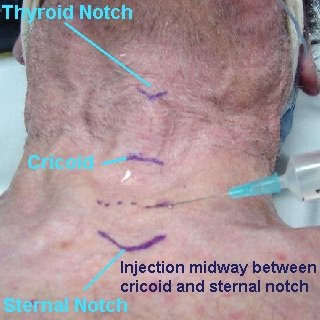 Thyroid Notch
Cricoid
Injection midway between
cricoid and sternal notch
Sternal Notch